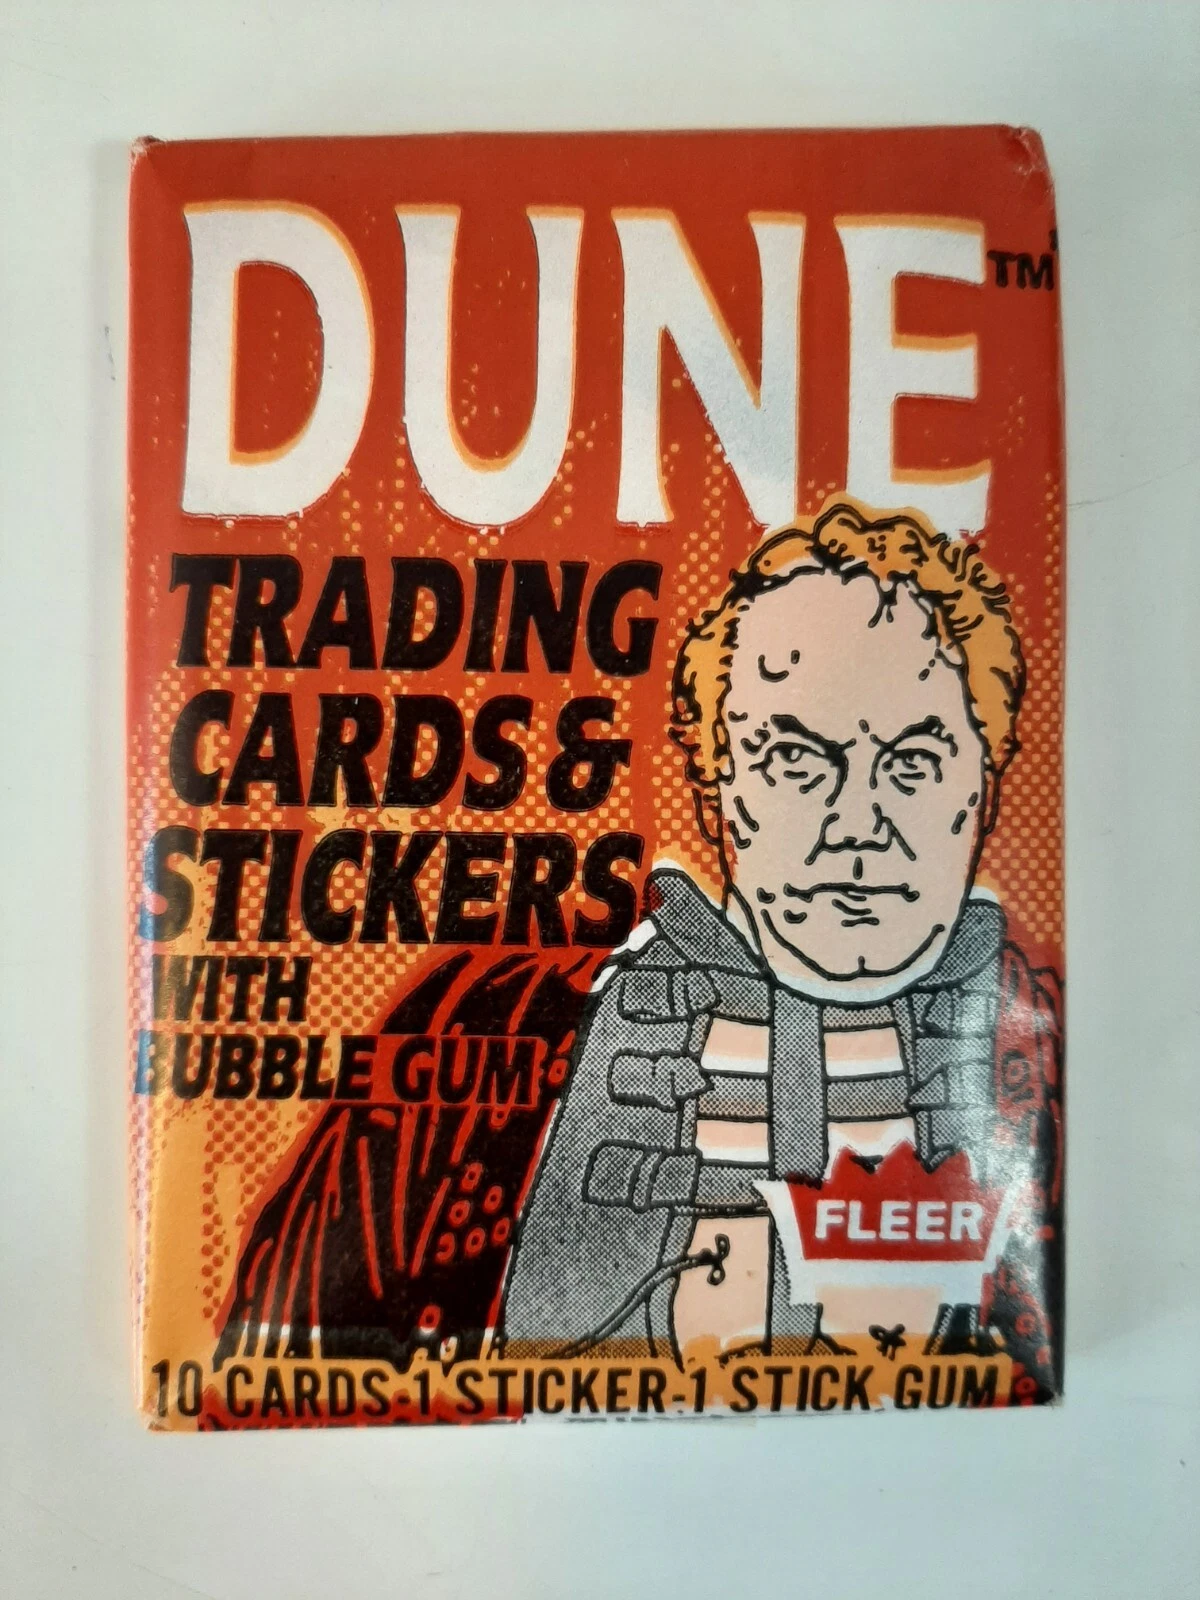 DUNE™
TRADING
CARDS &
STICKERS
WITH
BUBBLE GUM
FLEER
10 CARDS-1 STICKER-1 STICK GUM